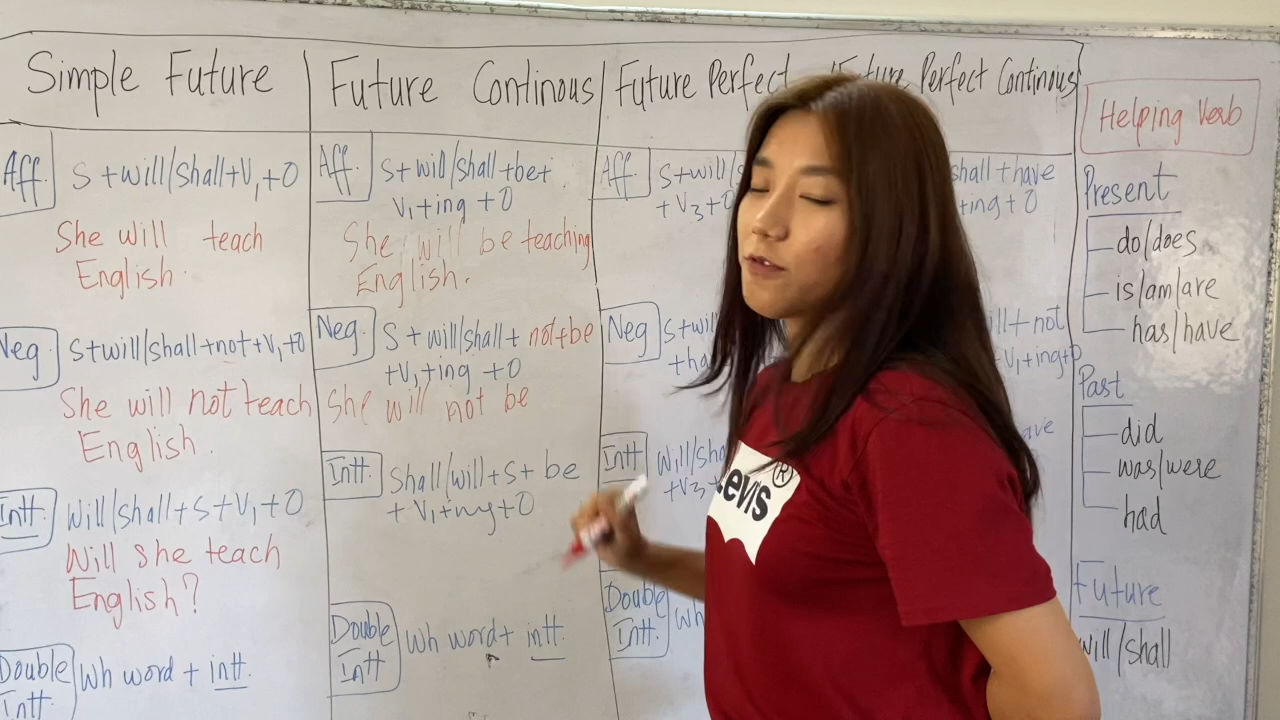 Simple Future
Aff.
S+will/shall+V1+O
She will teach
English.
Neg
S+will/shall+not+V1+O
She will not teach
English.
Intt.
Will/shall+S+V1+O
Will she teach
English?
Double
Intt
Wh word + intt.
Future Continous
Aff.
S+will/shall+be+
V1+ing +O
She will be teaching
English.
Neg.
S + will/shall+ not+be
+V1+ing +O
She will not be
Intt.
Shall/will+S+ be
+ V1+ing+O
Double
Intt
Wh word+ intt.
Future Perfect
Aff.
S+will/
+V3+O
Neg
S+will
Intt
Will/sha
+V3+
Double
Intt.
Wh
Future Perfect Continous
shall+have
+ing+O
+not
+V1+ing+O
Helping Verb
Present
do/does
is/am/are
has/have
Past
did
was/were
had
Future
will/shall
Levi's
®